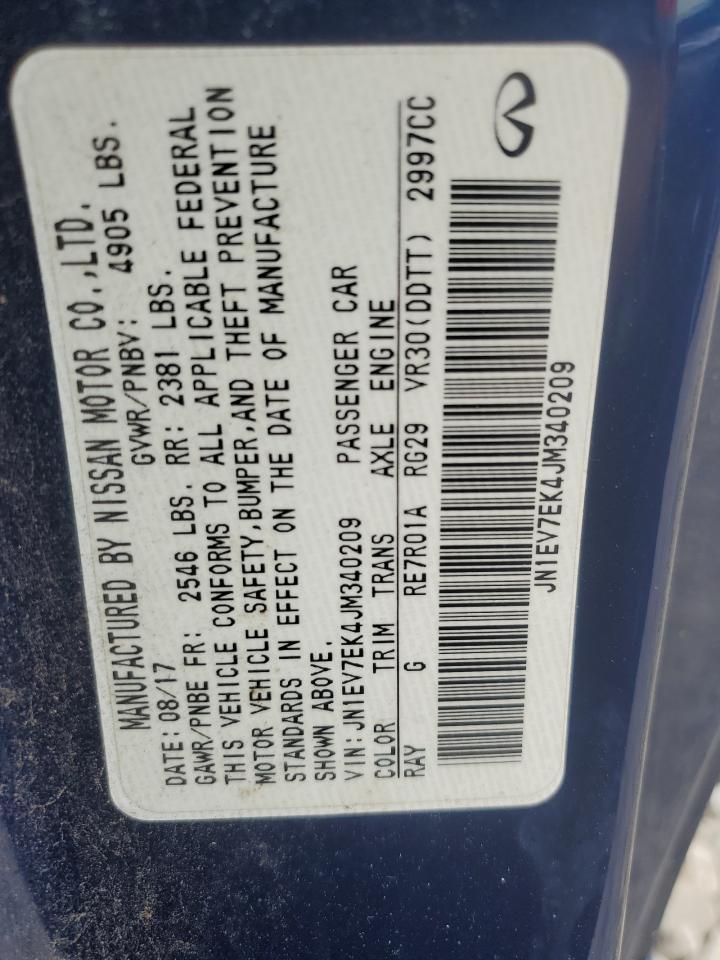 MANUFACTURED BY NISSAN MOTOR CO.,LTD.
DATE: 08/17 GVWR/PNBV: 4905 LBS.
GAWR/PNBE FR: 2546 LBS. RR: 2381 LBS.
THIS VEHICLE CONFORMS TO ALL APPLICABLE FEDERAL
MOTOR VEHICLE SAFETY,BUMPER,AND THEFT PREVENTION
STANDARDS IN EFFECT ON THE DATE OF MANUFACTURE
SHOWN ABOVE.
VIN:JN1EV7EK4JM340209 PASSENGER CAR
COLOR TRIM TRANS AXLE ENGINE
RAY G RE7R01A RG29 VR30(DDTT) 2997CC
JN1EV7EK4JM340209